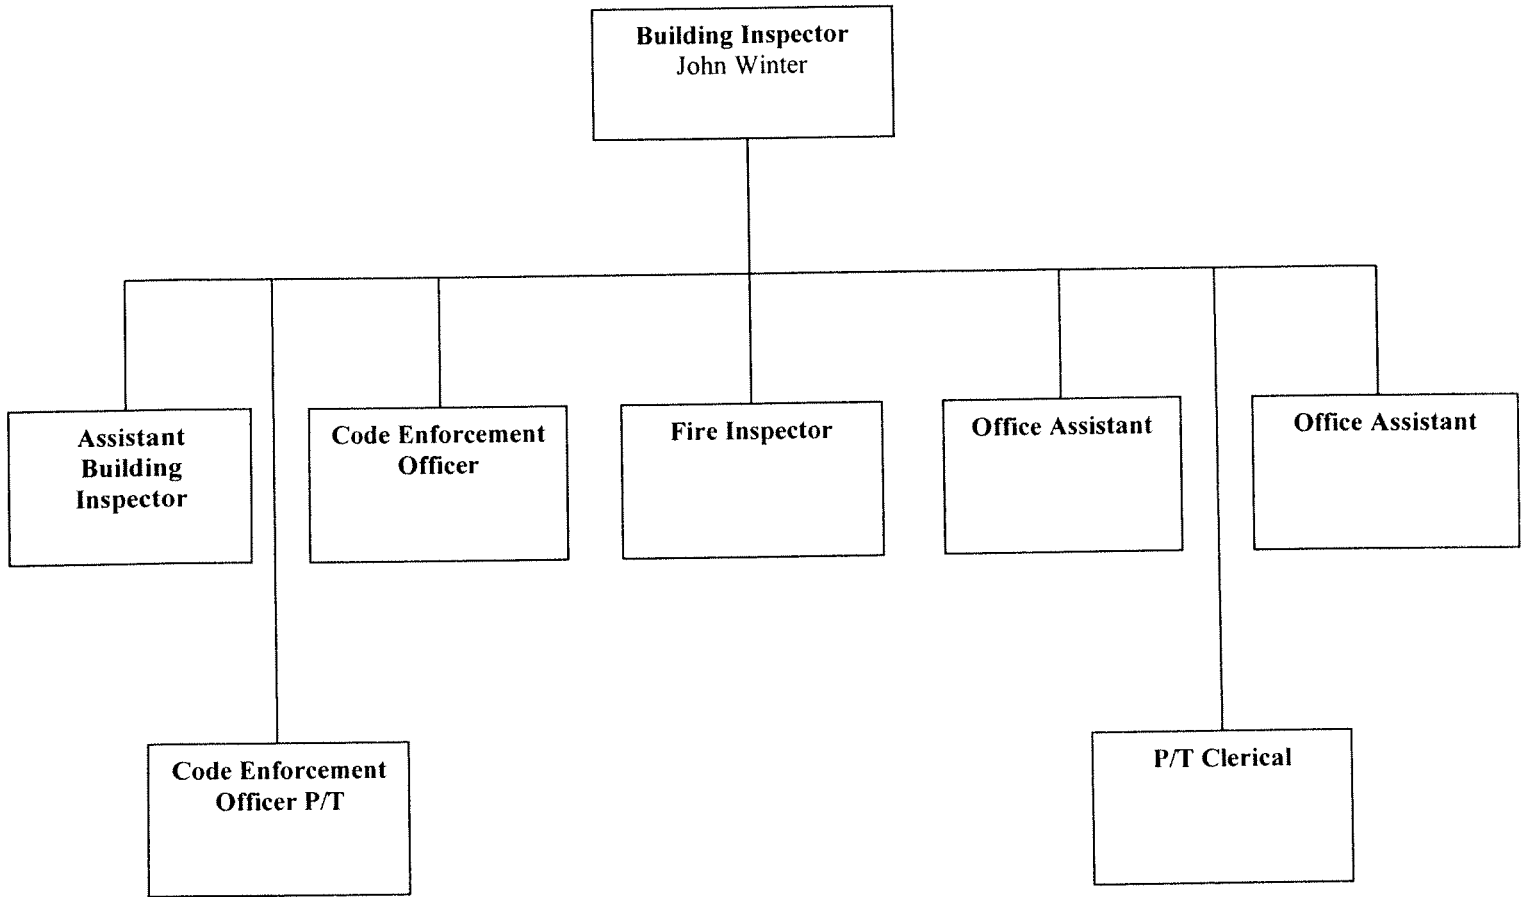 Building Inspector
John Winter
Assistant
Building
Inspector
Code Enforcement
Officer
Fire Inspector
Office Assistant
Office Assistant
Code Enforcement
Officer P/T
P/T Clerical